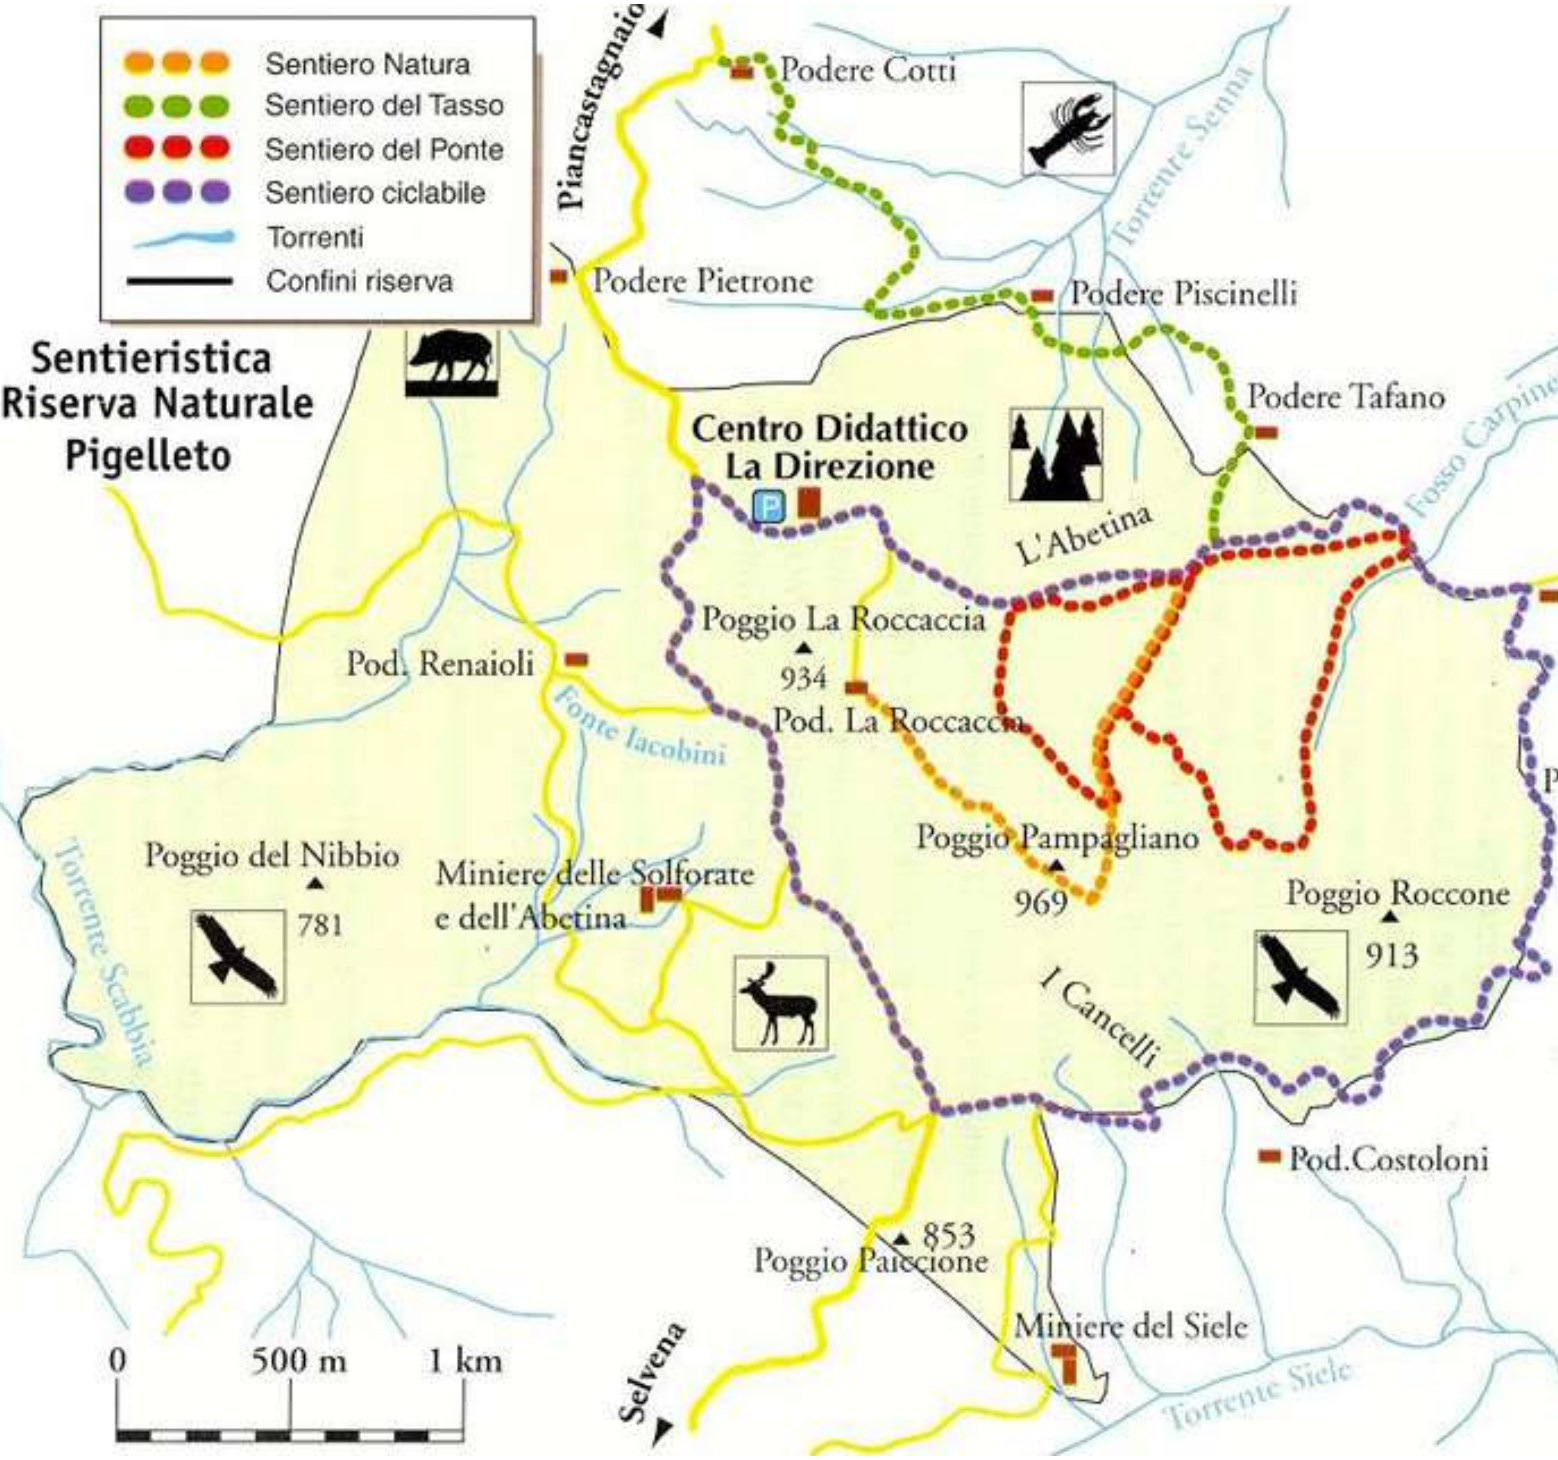 Sentiero Natura
Sentiero del Tasso
Sentiero del Ponte
Sentiero ciclabile
Torrenti
Confini riserva
Sentieristica
Riserva Naturale
Pigelleto
Piancastagnaio
Podere Cotti
Torrente Senna
Podere Pietrone
Podere Piscinelli
Podere Tafano
Fosso Carpine
Centro Didattico
La Direzione
P
L'Abetina
Poggio La Roccaccia
934
Pod. Renaioli
Pod. La Roccaccia
Fonte Iacobini
P
Poggio Pampagliano
969
Poggio del Nibbio
781
Miniere delle Solforate
e dell'Abetina
Poggio Roccone
913
Torrente Scabbia
I Cancelli
Pod.Costoloni
853
Poggio Paiccione
Miniere del Siele
Torrente Siele
Selvena
0 500 m 1 km